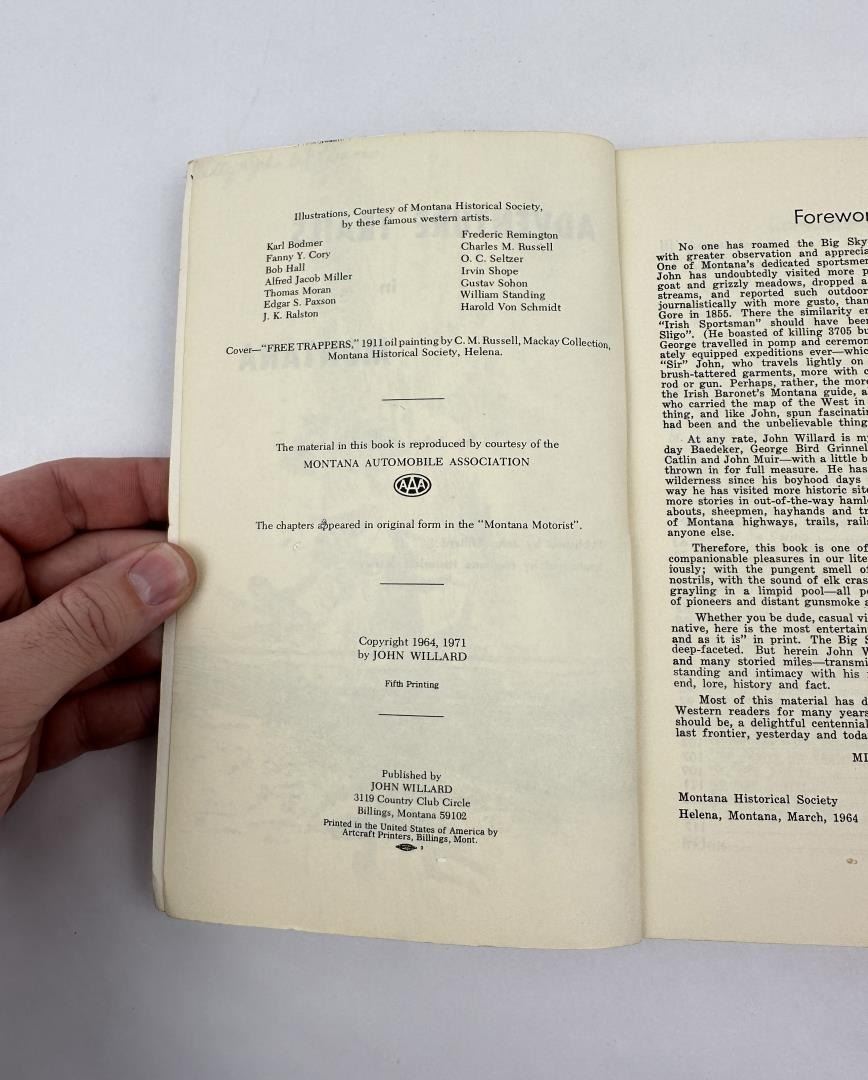 Illustrations, Courtesy of Montana Historical Society,
by these famous western artists.
Karl Bodmer
Fanny Y. Cory
Bob Hall
Alfred Jacob Miller
Thomas Moran
Edgar S. Paxson
J. K. Ralston
Frederic Remington
Charles M. Russell
O. C. Seltzer
Irvin Shope
Gustav Sohon
William Standing
Harold Von Schmidt
Cover—"FREE TRAPPERS," 1911 oil painting by C. M. Russell, Mackay Collection,
Montana Historical Society, Helena.
The material in this book is reproduced by courtesy of the
MONTANA AUTOMOBILE ASSOCIATION
AAA
The chapters appeared in original form in the "Montana Motorist".
Copyright 1964, 1971
by JOHN WILLARD
Fifth Printing
Published by
JOHN WILLARD
3119 Country Club Circle
Billings, Montana 59102
Printed in the United States of America by
Artcraft Printers, Billings, Mont.
Forewor
No one has roamed the Big Sky
with greater observation and apprecia
One of Montana's dedicated sportsmen
John has undoubtedly visited more p
goat and grizzly meadows, dropped a
streams, and reported such outdoor
journalistically with more gusto, than
Gore in 1855. There the similarity en
"Irish Sportsman" should have been
Sligo". (He boasted of killing 3705 bu
George travelled in pomp and ceremon
ately equipped expeditions ever—whic
"Sir" John, who travels lightly on
brush-tattered garments, more with c
rod or gun. Perhaps, rather, the more
the Irish Baronet's Montana guide, a
who carried the map of the West in
thing, and like John, spun fascinatin
had been and the unbelievable thing
At any rate, John Willard is my
day Baedeker, George Bird Grinnel
Catlin and John Muir—with a little b
thrown in for full measure. He has
wilderness since his boyhood days
way he has visited more historic site
more stories in out-of-the-way haml
abouts, sheepmen, hayhands and tr
of Montana highways, trails, rail
anyone else.
Therefore, this book is one of
companionable pleasures in our lite
iously; with the pungent smell of
nostrils, with the sound of elk cras
grayling in a limpid pool—all pe
of pioneers and distant gunsmoke a
Whether you be dude, casual vi
native, here is the most entertain
and as it is" in print. The Big S
deep-faceted. But herein John W
and many storied miles—transmi
standing and intimacy with his
end, lore, history and fact.
Most of this material has d
Western readers for many years
should be, a delightful centennial
last frontier, yesterday and toda
MI
Montana Historical Society
Helena, Montana, March, 1964